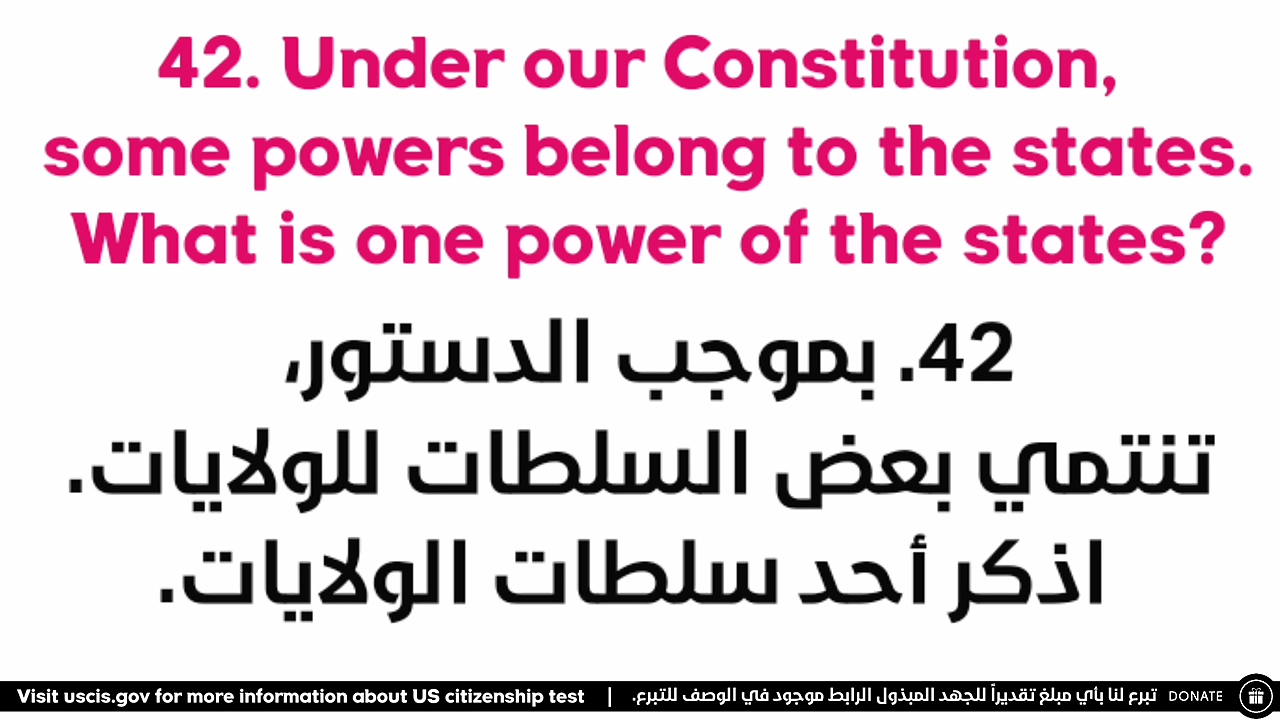 42. Under our Constitution,
some powers belong to the states.
What is one power of the states?
42. بموجب الدستور،
تنتمي بعض السلطات للولايات.
اذكر أحد سلطات الولايات.
Visit uscis.gov for more information about US citizenship test | تبرع لنا بأي مبلغ تقديراً للجهد المبذول الرابط موجود في الوصف للتبرع. DONATE